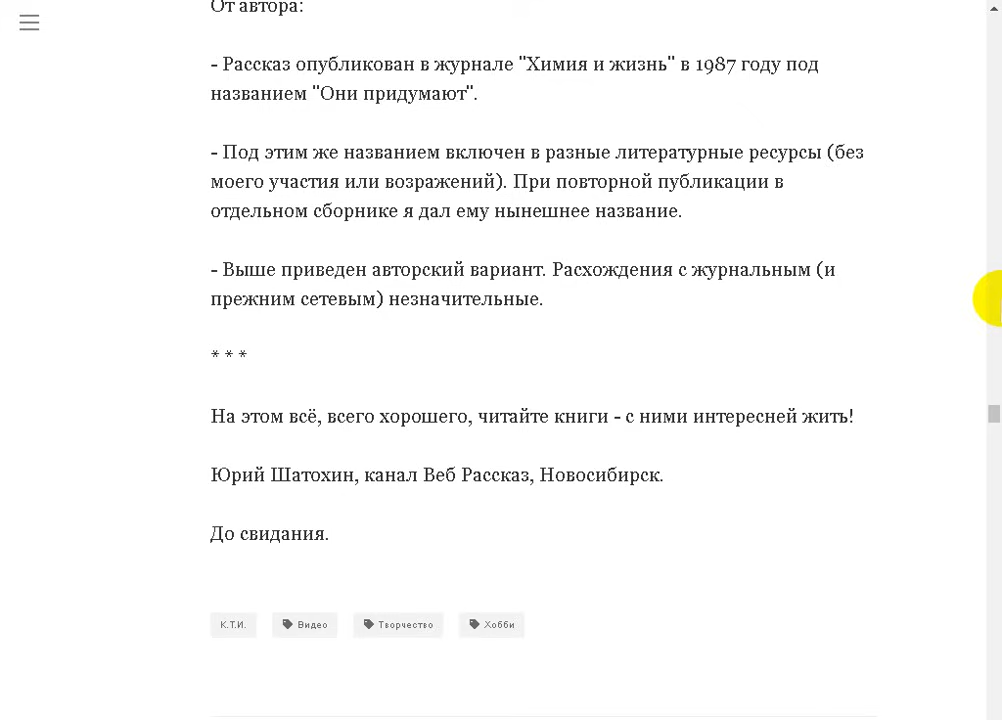 От автора:
- Рассказ опубликован в журнале "Химия и жизнь" в 1987 году под
названием "Они придумают".
- Под этим же названием включен в разные литературные ресурсы (без
моего участия или возражений). При повторной публикации в
отдельном сборнике я дал ему нынешнее название.
- Выше приведен авторский вариант. Расхождения с журнальным (и
прежним сетевым) незначительные.
* * *
На этом всё, всего хорошего, читайте книги - с ними интересней жить!
Юрий Шатохин, канал Веб Рассказ, Новосибирск.
До свидания.
К.Т.И. Видео Творчество Хобби